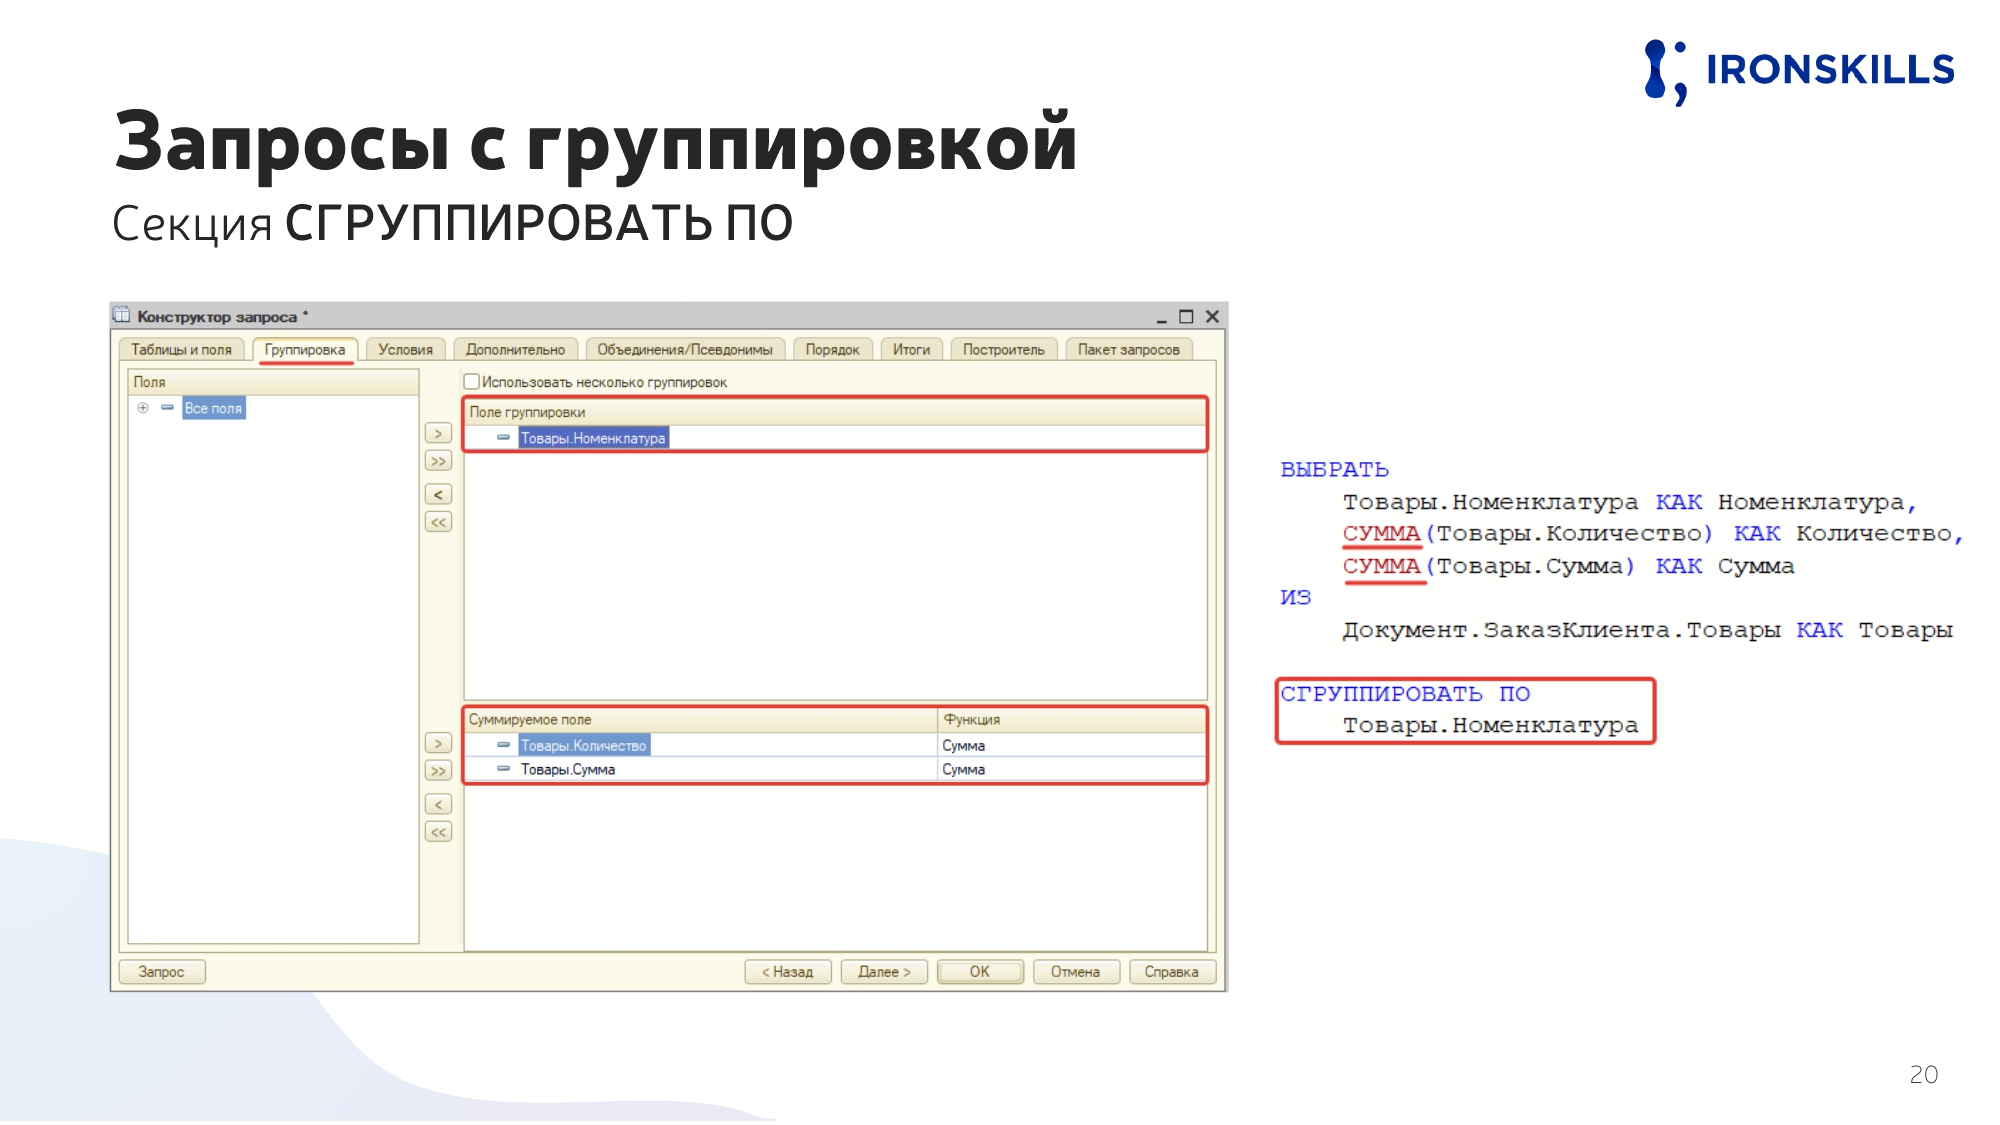 IRONSKILLS
Запросы с группировкой
Секция СГРУППИРОВАТЬ ПО
Конструктор запроса *
Таблицы и поля Группировка Условия Дополнительно Объединения/Псевдонимы Порядок Итоги Построитель Пакет запросов
Поля
Все поля
Использовать несколько группировок
Поле группировки
Товары.Номенклатура
>
>>
<
<<
Суммируемое поле Функция
Товары.Количество Сумма
Товары.Сумма Сумма
>
>>
<
<<
Запрос < Назад Далее > ОК Отмена Справка
ВЫБРАТЬ
Товары.Номенклатура КАК Номенклатура,
СУММА(Товары.Количество) КАК Количество,
СУММА(Товары.Сумма) КАК Сумма
ИЗ
Документ.ЗаказКлиента.Товары КАК Товары
СГРУППИРОВАТЬ ПО
Товары.Номенклатура
20